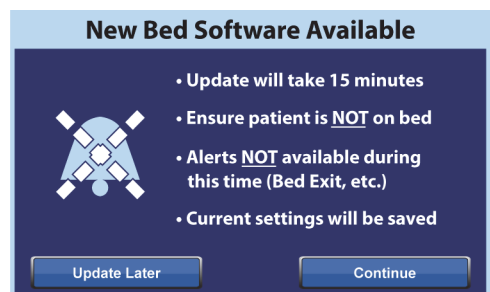 New Bed Software Available
• Update will take 15 minutes
• Ensure patient is NOT on bed
• Alerts NOT available during
this time (Bed Exit, etc.)
• Current settings will be saved
Update Later
Continue